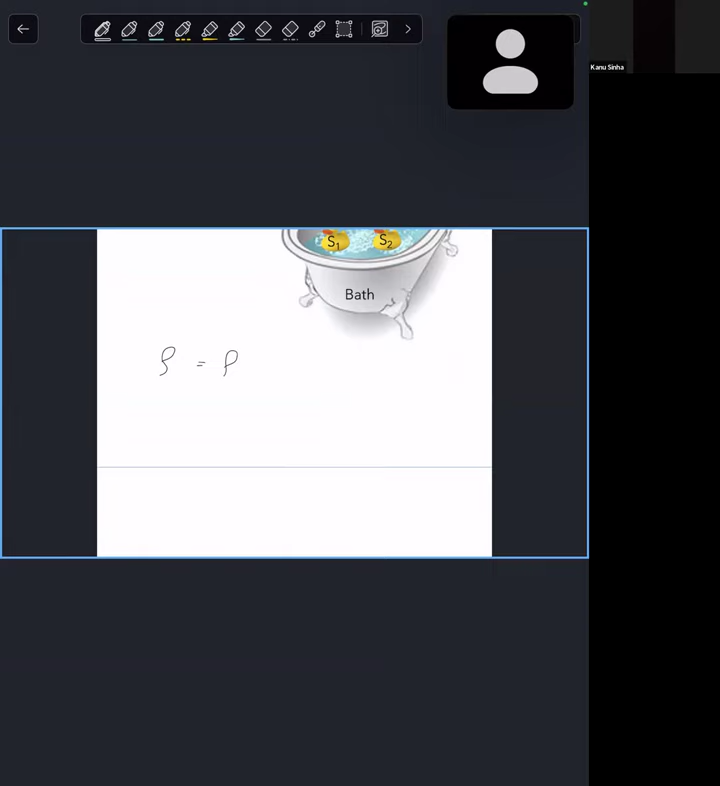 Kanu Sinha
S₁ S₂
Bath
ρ = ρ